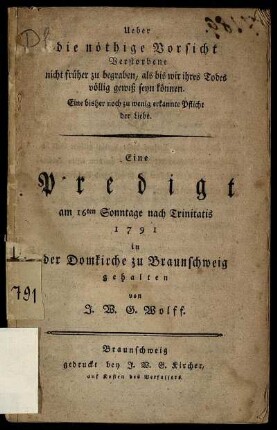 Ueber
die nöthige Vorsicht
Verstorbene
nicht früher zu begraben, als bis wir ihres Todes
völlig gewiß seyn können.
Eine bisher noch zu wenig erkannte Pflicht
der Liebe.
Eine
Predigt
am 16ten Sonntage nach Trinitatis
1791
in
der Domkirche zu Braunschweig
gehalten
von
J. W. G. Wolff.
Braunschweig
gedruckt bey J. W. G. Kircher,
auf Kosten des Verfassers.
791